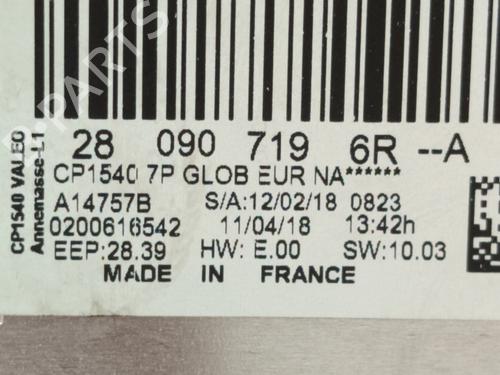 CP1540 VALEO
Annemasse-L1
28 090 719 6R --A
CP1540 7P GLOB EUR NA******
A14757B S/A:12/02/18 0823
0200616542 11/04/18 13:42h
EEP:28.39 HW: E.00 SW:10.03
MADE IN FRANCE